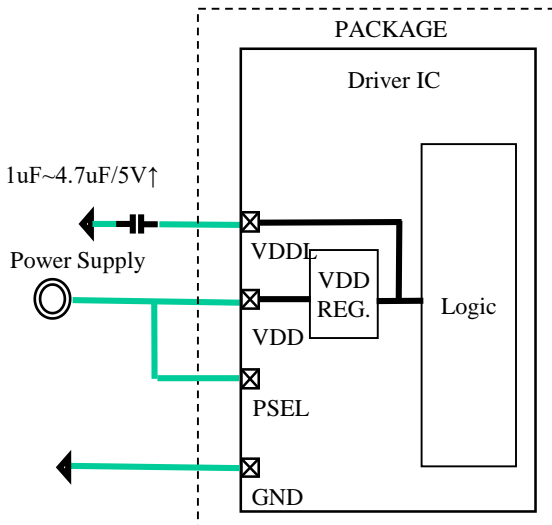 PACKAGE
Driver IC
1uF~4.7uF/5V↑
VDDL
Power Supply
VDD
REG.
Logic
VDD
PSEL
GND